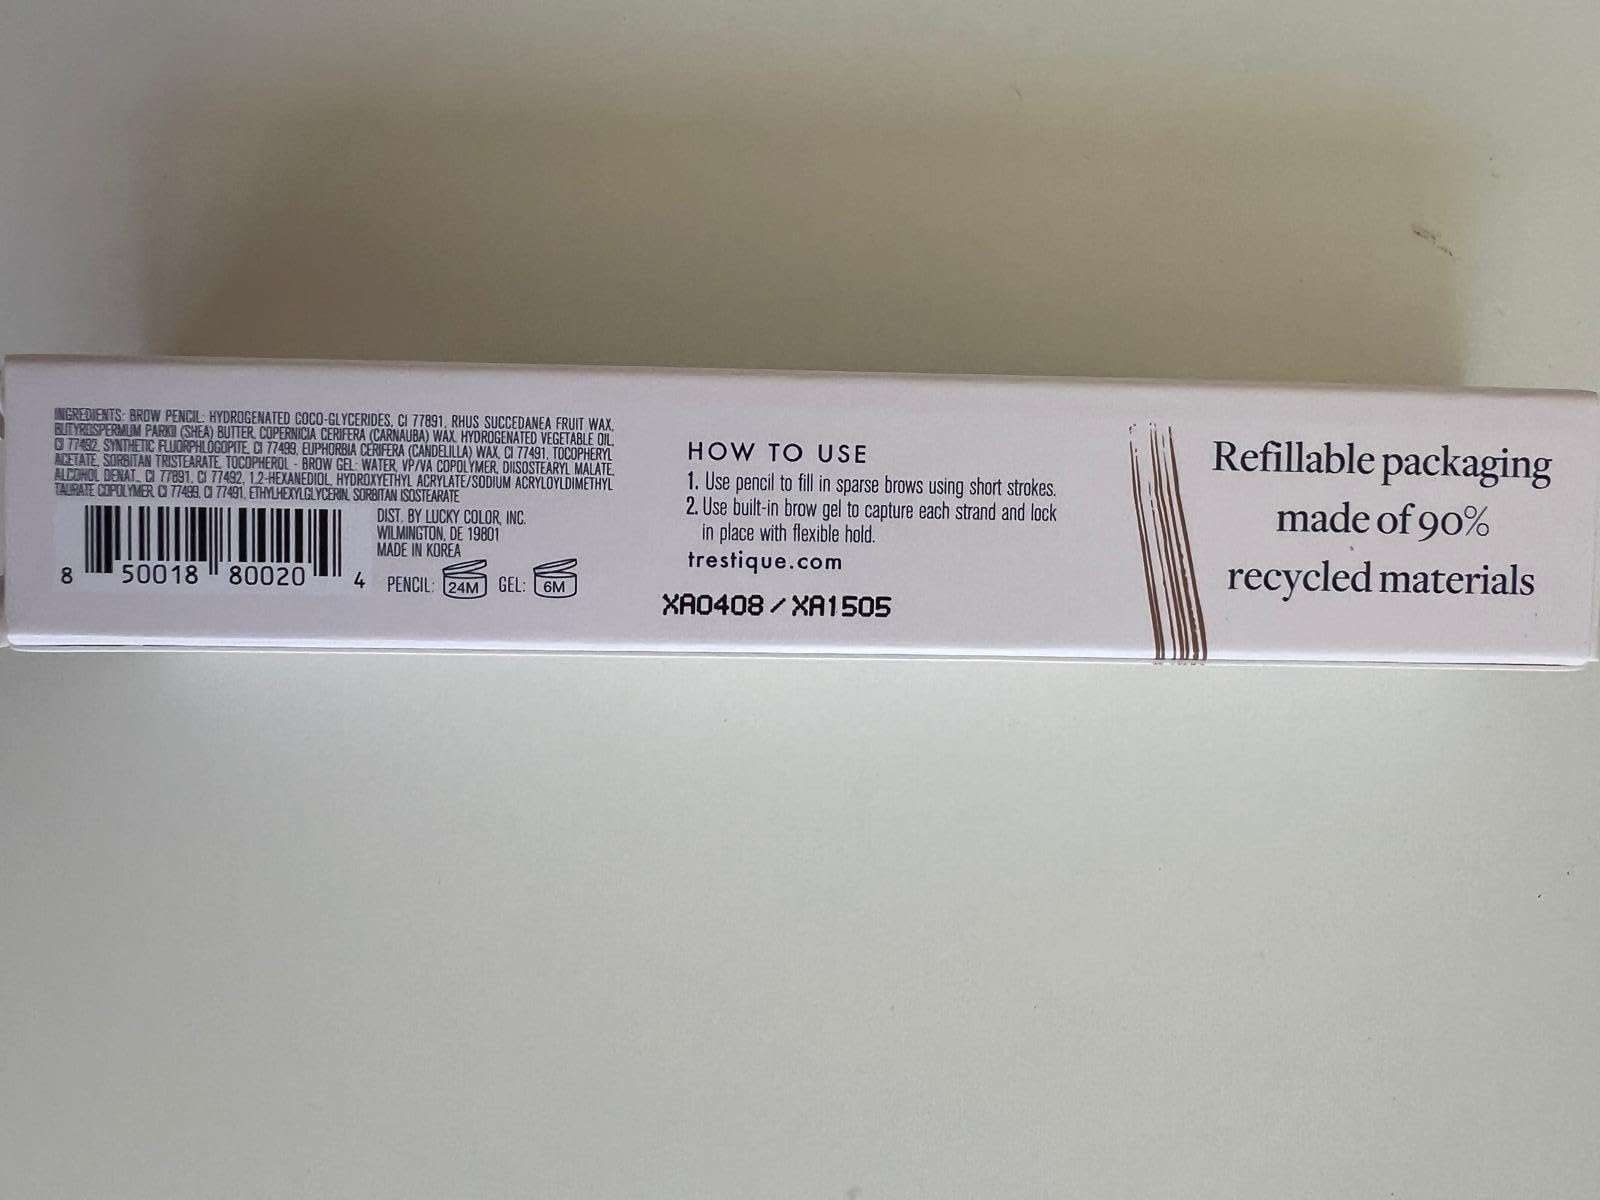 INGREDIENTS: BROW PENCIL: HYDROGENATED COCO-GLYCERIDES, CI 77891, RHUS SUCCEDANEA FRUIT WAX,
BUTYROSPERMUM PARKII (SHEA) BUTTER, COPERNICIA CERIFERA (CARNAUBA) WAX, HYDROGENATED VEGETABLE OIL,
CI 77492, SYNTHETIC FLUORPHLOGOPITE, CI 77499, EUPHORBIA CERIFERA (CANDELILLA) WAX, CI 77491, TOCOPHERYL
ACETATE, SORBITAN TRISTEARATE, TOCOPHEROL - BROW GEL: WATER, VP/VA COPOLYMER, DIISOSTEARYL MALATE,
ALCOHOL DENAT., CI 77891, CI 77492, 1,2-HEXANEDIOL, HYDROXYETHYL ACRYLATE/SODIUM ACRYLOYLDIMETHYL
TAURATE COPOLYMER, CI 77499, CI 77491, ETHYLHEXYLGLYCERIN, SORBITAN ISOSTEARATE
8 50018 80020 4
DIST. BY LUCKY COLOR, INC.
WILMINGTON, DE 19801
MADE IN KOREA
PENCIL: 24M GEL: 6M
HOW TO USE
1. Use pencil to fill in sparse brows using short strokes.
2. Use built-in brow gel to capture each strand and lock
in place with flexible hold.
trestique.com
XA0408 / XA1505
Refillable packaging
made of 90%
recycled materials